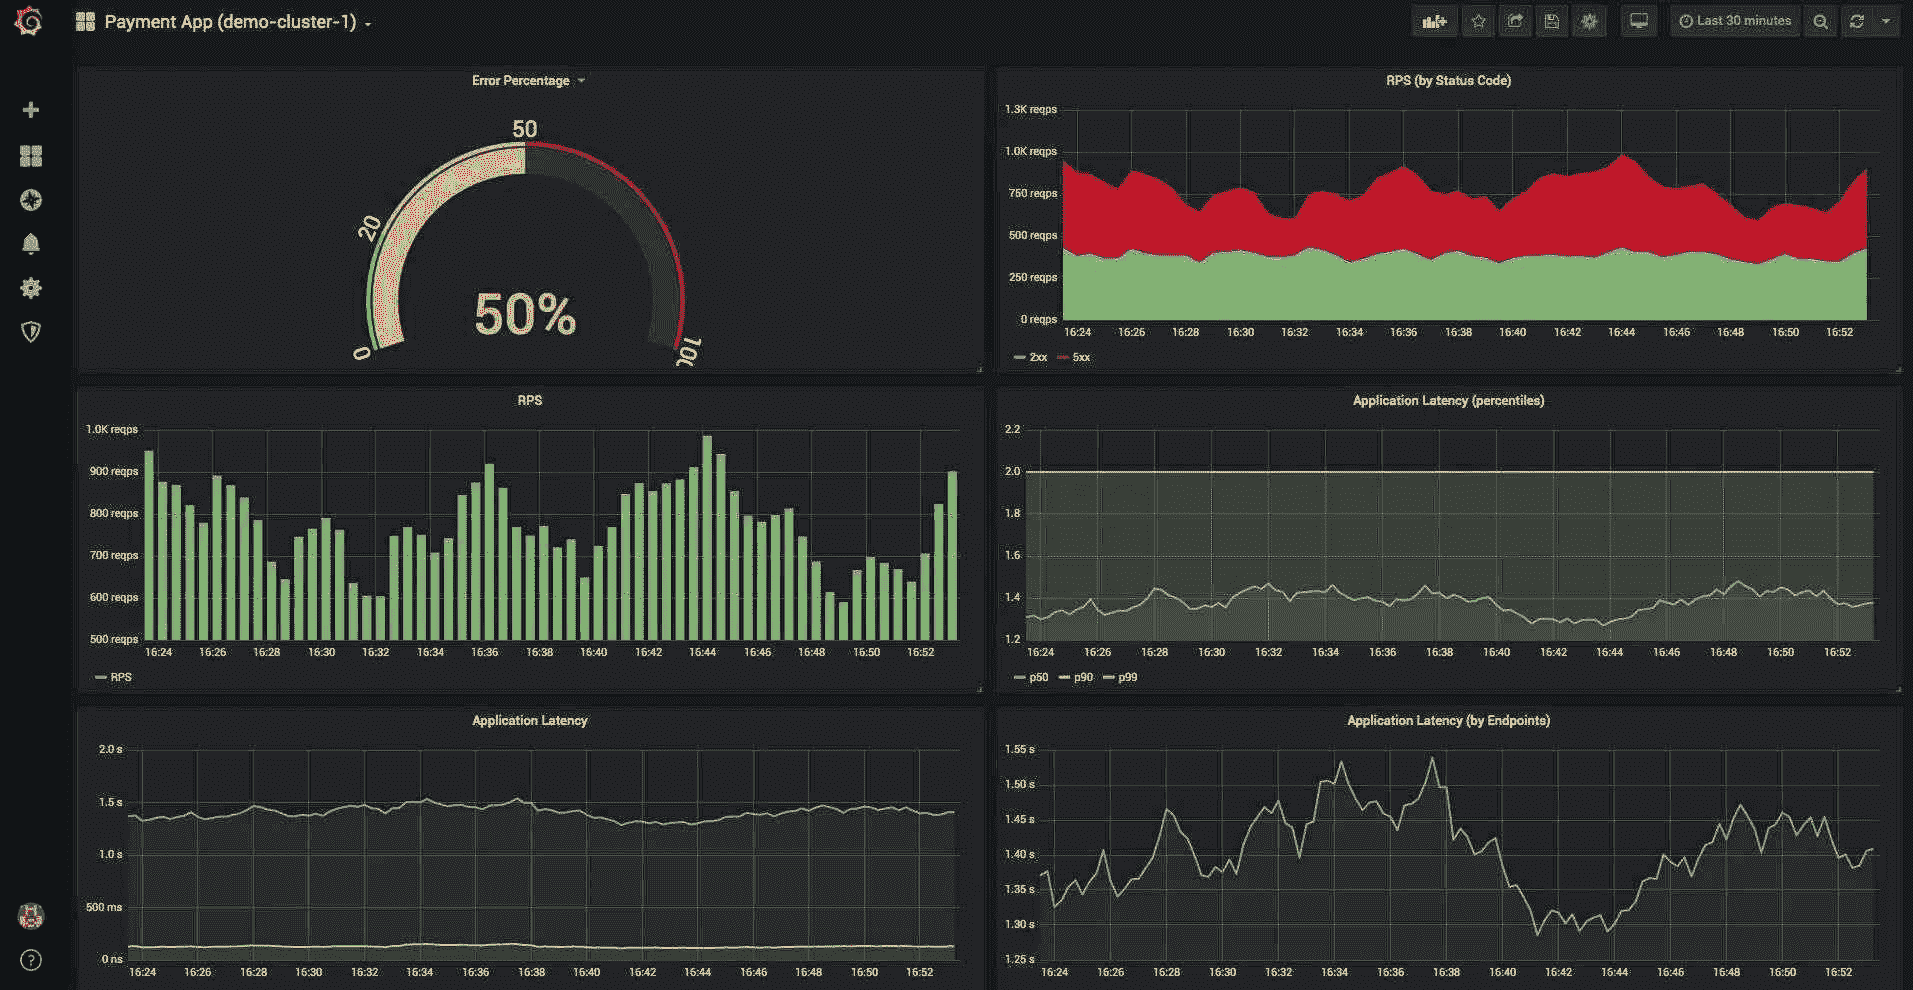 Payment App (demo-cluster-1)
Last 30 minutes
Error Percentage
0
20
50
100
50%
RPS (by Status Code)
1.3K reqps
1.0K reqps
750 reqps
500 reqps
250 reqps
0 reqps
16:24 16:26 16:28 16:30 16:32 16:34 16:36 16:38 16:40 16:42 16:44 16:46 16:48 16:50 16:52
2xx 5xx
RPS
1.0K reqps
900 reqps
800 reqps
700 reqps
600 reqps
500 reqps
16:24 16:26 16:28 16:30 16:32 16:34 16:36 16:38 16:40 16:42 16:44 16:46 16:48 16:50 16:52
RPS
Application Latency (percentiles)
2.2
2.0
1.8
1.6
1.4
1.2
16:24 16:26 16:28 16:30 16:32 16:34 16:36 16:38 16:40 16:42 16:44 16:46 16:48 16:50 16:52
p50 p90 p99
Application Latency
2.0 s
1.5 s
1.0 s
500 ms
0 ns
16:24 16:26 16:28 16:30 16:32 16:34 16:36 16:38 16:40 16:42 16:44 16:46 16:48 16:50 16:52
Application Latency (by Endpoints)
1.55 s
1.50 s
1.45 s
1.40 s
1.35 s
1.30 s
1.25 s
16:24 16:26 16:28 16:30 16:32 16:34 16:36 16:38 16:40 16:42 16:44 16:46 16:48 16:50 16:52